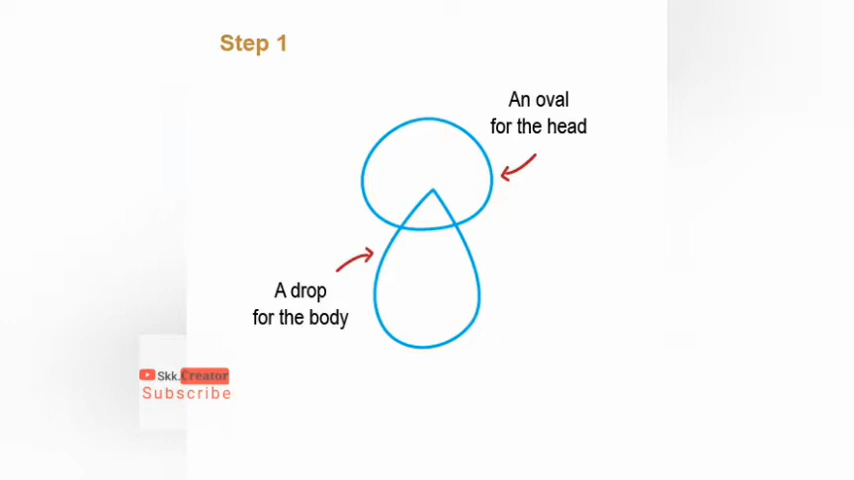 Step 1
An oval
for the head
A drop
for the body
Skk.Creator
Subscribe